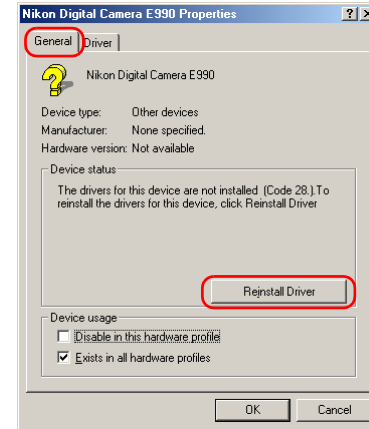 Nikon Digital Camera E990 Properties
General Driver
Nikon Digital Camera E990
Device type: Other devices
Manufacturer: None specified.
Hardware version: Not available
Device status
The drivers for this device are not installed (Code 28.).To
reinstall the drivers for this device, click Reinstall Driver
Reinstall Driver
Device usage
Disable in this hardware profile
Exists in all hardware profiles
OK Cancel